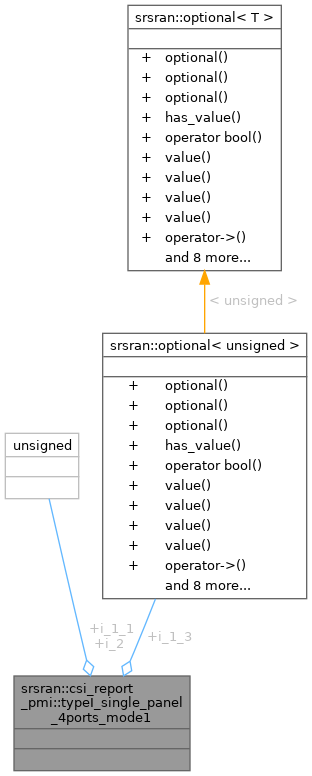 srsran::optional< T >
+ optional()
+ optional()
+ optional()
+ has_value()
+ operator bool()
+ value()
+ value()
+ value()
+ value()
+ operator->()
and 8 more...
< unsigned >
srsran::optional< unsigned >
+ optional()
+ optional()
+ optional()
+ has_value()
+ operator bool()
+ value()
+ value()
+ value()
+ value()
+ operator->()
and 8 more...
unsigned
+i_1_1
+i_2
+i_1_3
srsran::csi_report
_pmi::typeI_single_panel
_4ports_mode1